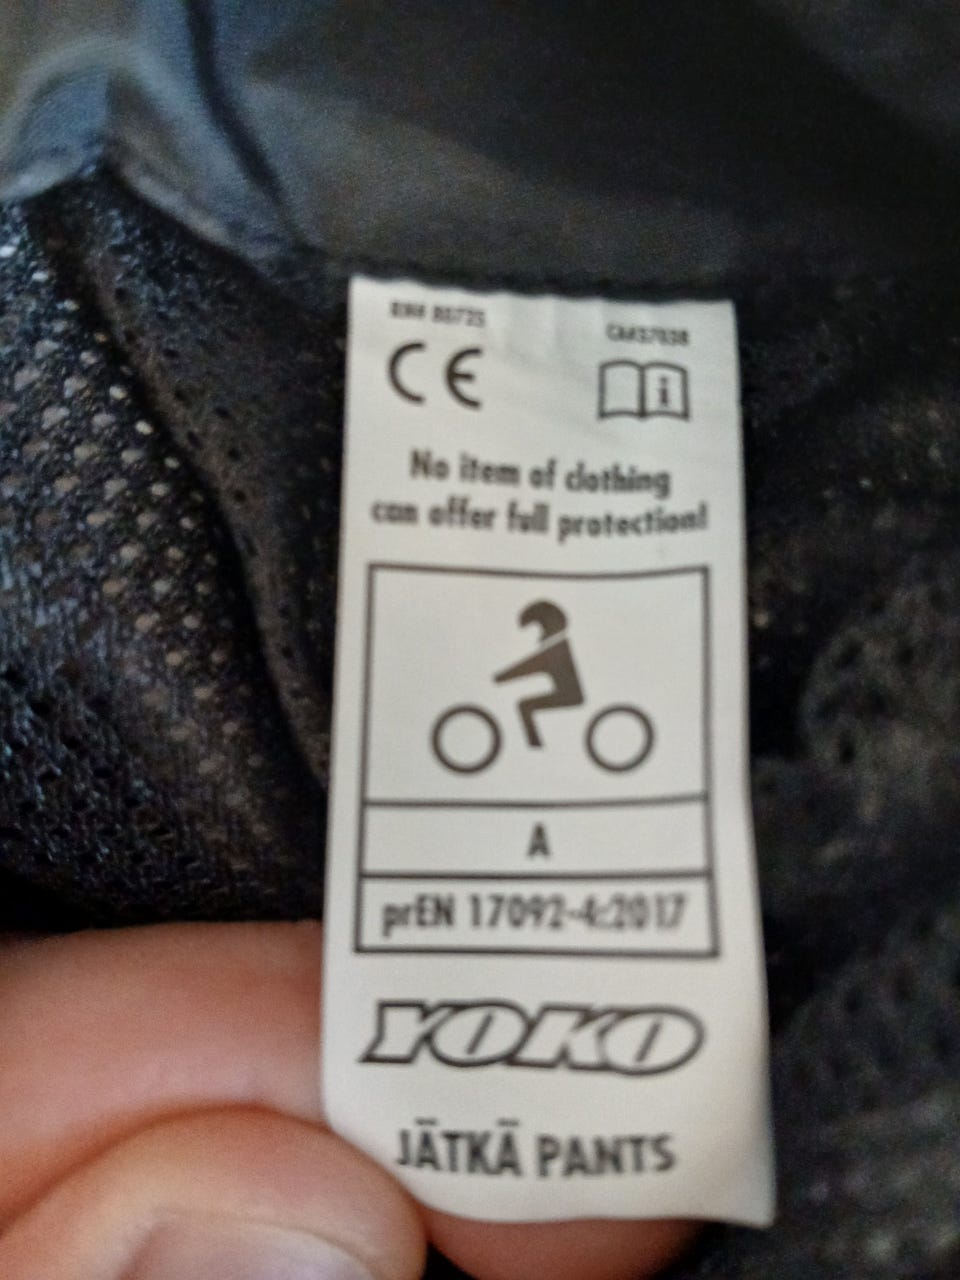 CE
i
No item of clothing
can offer full protection!
A
prEN 17092-4:2017
YOKO
JÄTKÄ PANTS